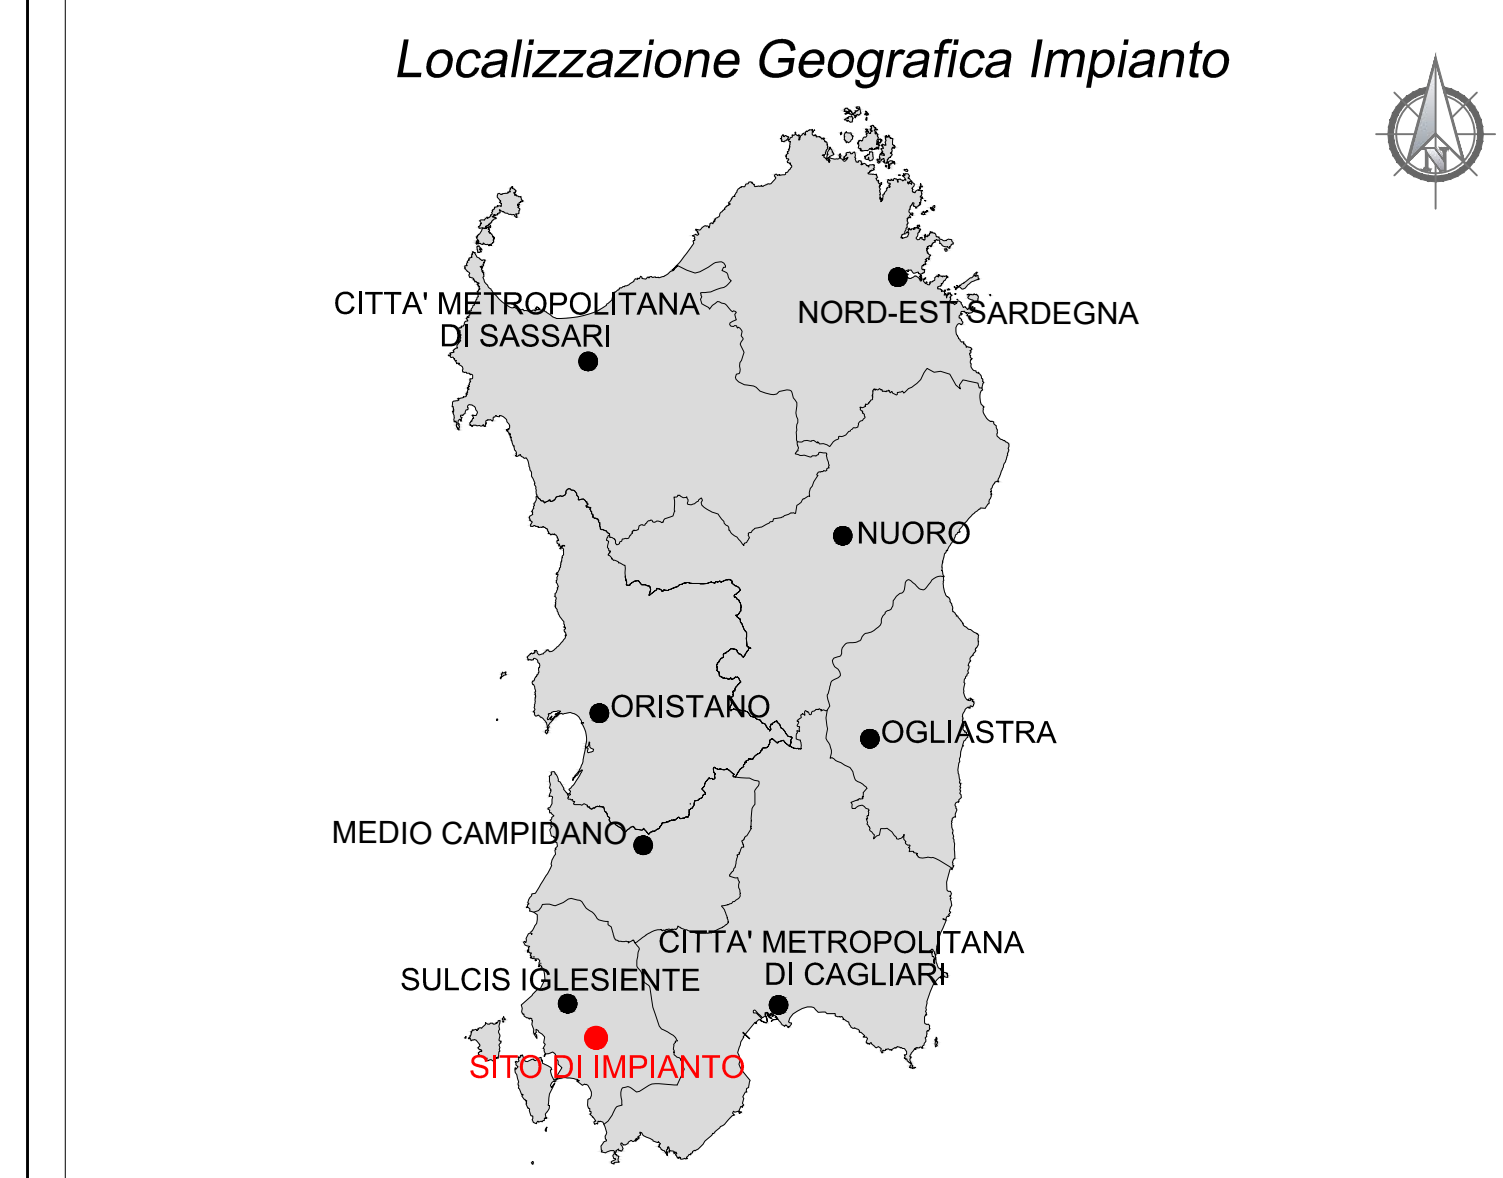 Localizzazione Geografica Impianto
N
CITTA' METROPOLITANA
DI SASSARI
NORD-EST SARDEGNA
NUORO
ORISTANO
OGLIASTRA
MEDIO CAMPIDANO
CITTA' METROPOLITANA
DI CAGLIARI
SULCIS IGLESIENTE
SITO DI IMPIANTO